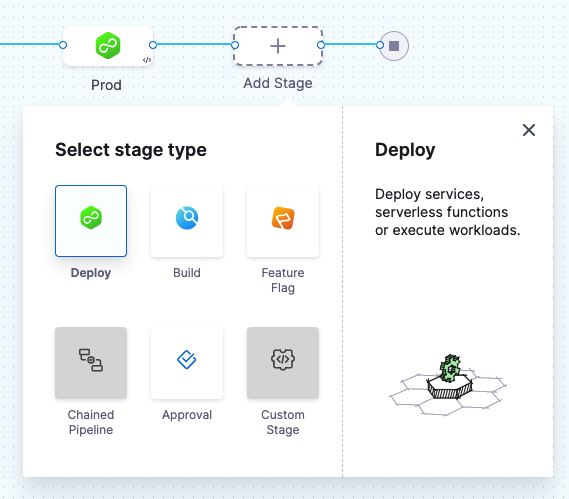 Prod
Add Stage
Select stage type
Deploy
Build
Feature
Flag
Chained
Pipeline
Approval
Custom
Stage
Deploy
Deploy services,
serverless functions
or execute workloads.